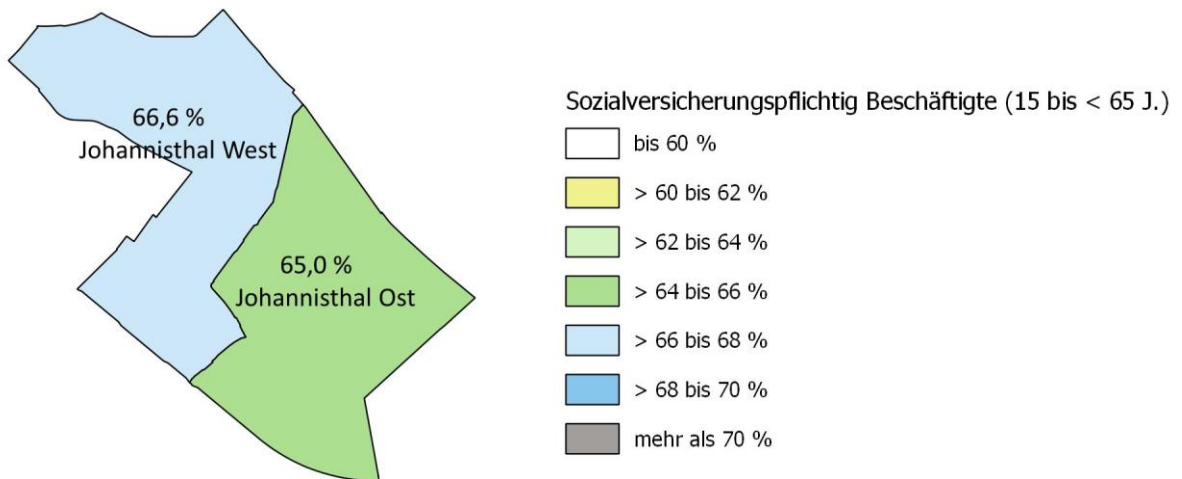 66,6 %
Johannisthal West
65,0 %
Johannisthal Ost
Sozialversicherungspflichtig Beschäftigte (15 bis < 65 J.)
bis 60 %
> 60 bis 62 %
> 62 bis 64 %
> 64 bis 66 %
> 66 bis 68 %
> 68 bis 70 %
mehr als 70 %